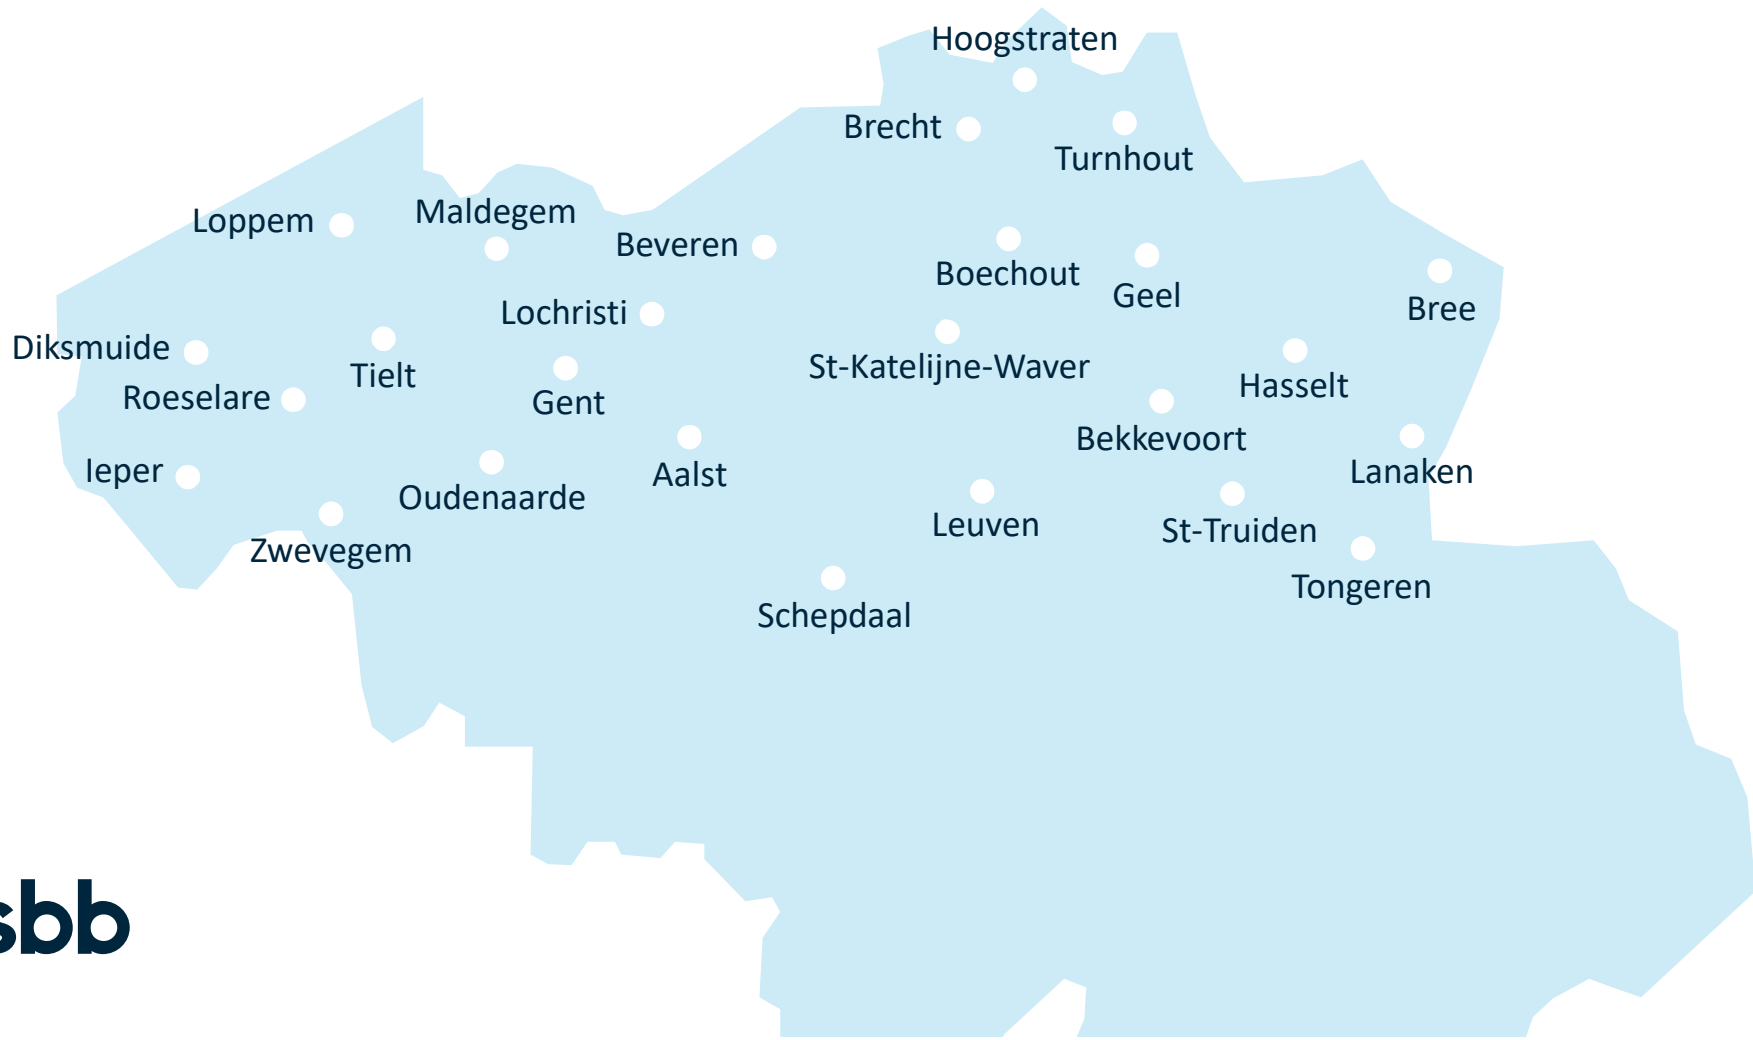 Hoogstraten
Brecht
Turnhout
Loppem
Maldegem
Beveren
Boechout
Geel
Bree
Lochristi
Diksmuide
Tielt
St-Katelijne-Waver
Hasselt
Roeselare
Gent
Bekkevoort
Ieper
Oudenaarde
Aalst
Lanaken
Leuven
St-Truiden
Zwevegem
Tongeren
Schepdaal
sbb